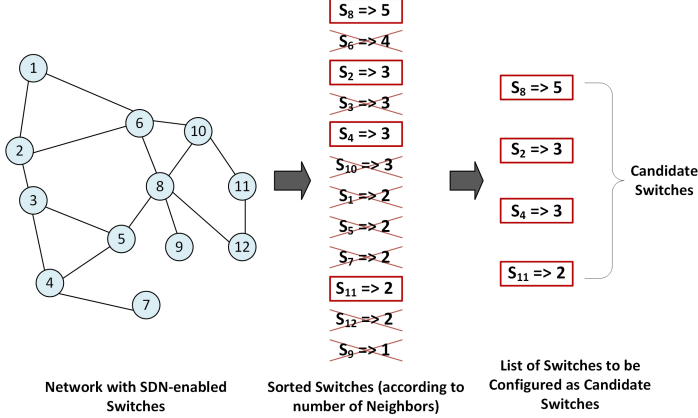 1
2
3
4
5
6
7
8
9
10
11
12
Network with SDN-enabled
Switches
S8 => 5
S6 => 4
S2 => 3
S3 => 3
S4 => 3
S10 => 3
S1 => 2
S5 => 2
S7 => 2
S11 => 2
S12 => 2
S9 => 1
Sorted Switches (according to
number of Neighbors)
S8 => 5
S2 => 3
S4 => 3
S11 => 2
Candidate
Switches
List of Switches to be
Configured as Candidate
Switches